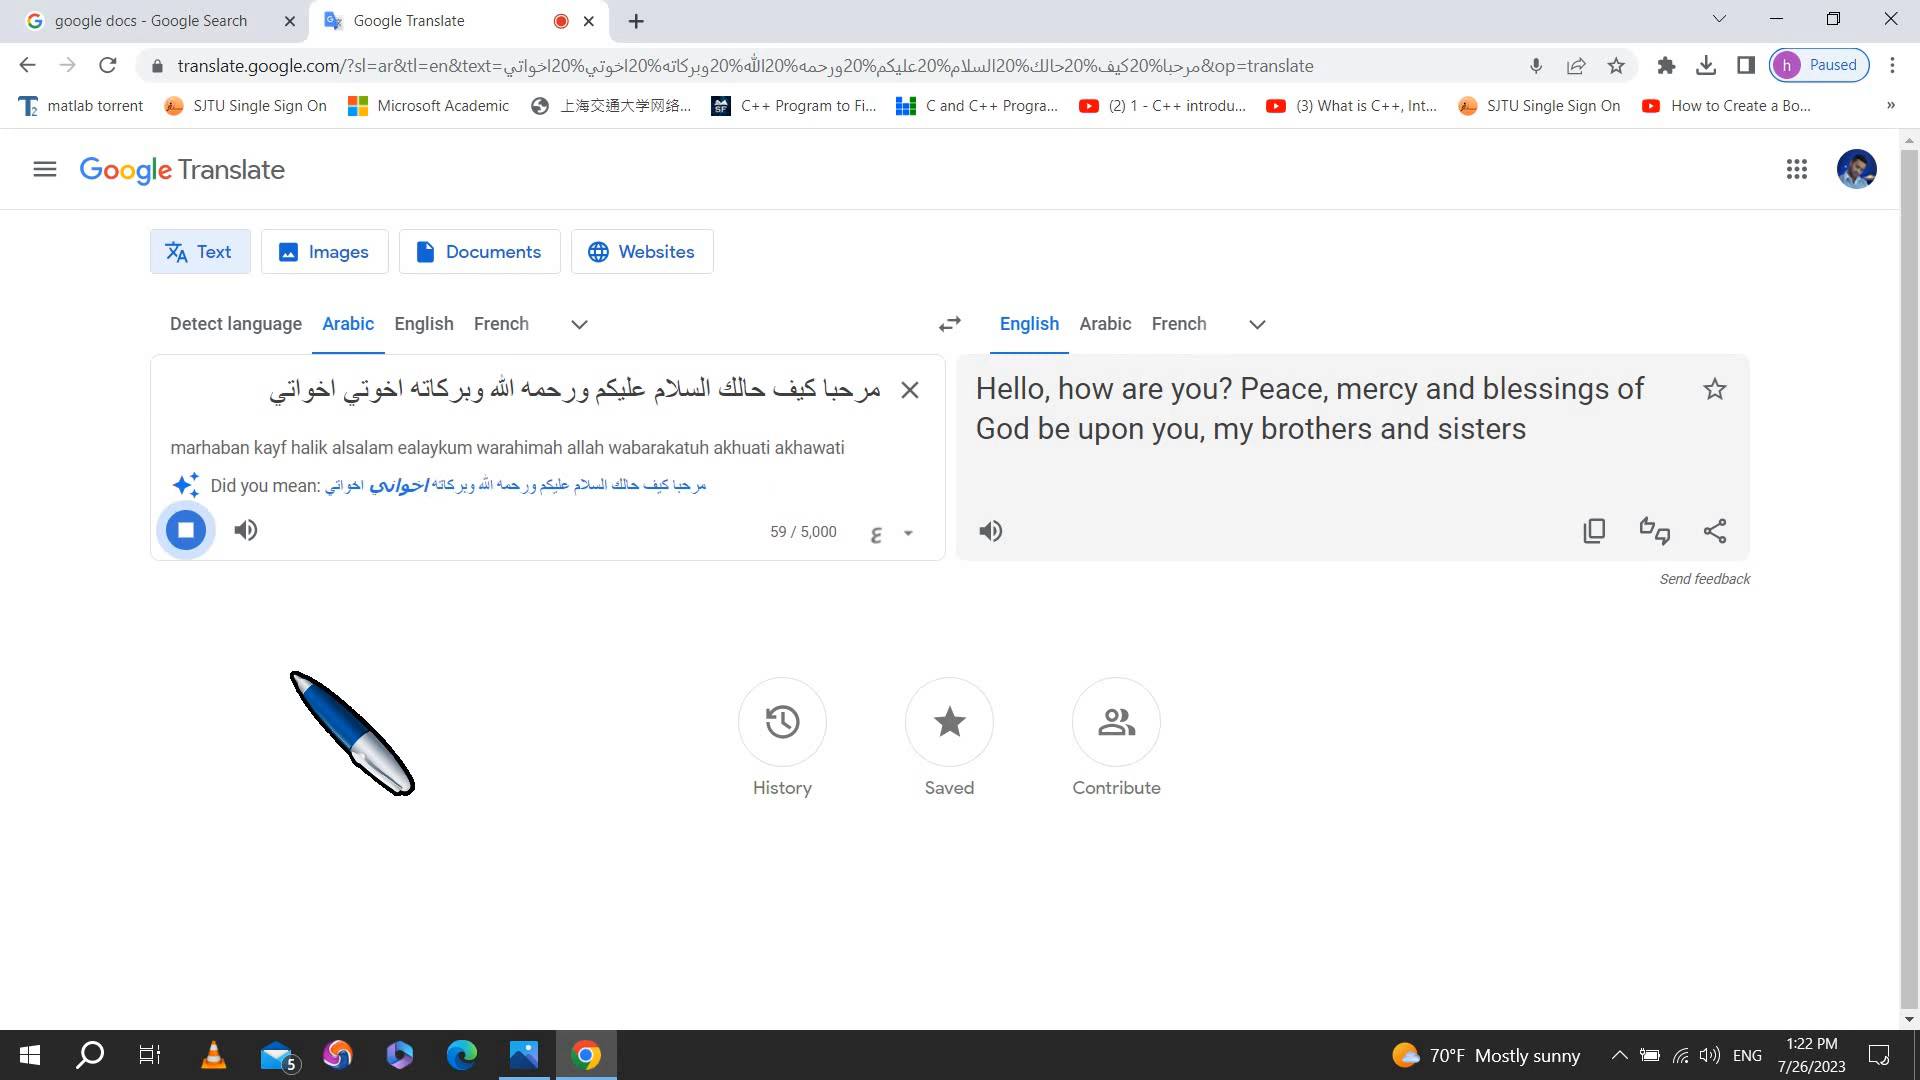 google docs - Google Search
Google Translate
translate.google.com/?sl=ar&tl=en&text=مرحبا%20كيف%20حالك%20السلام%20عليكم%20ورحمه%20الله%20وبركاته%20اخوتي%20اخواتي&op=translate
h Paused
matlab torrent
SJTU Single Sign On
Microsoft Academic
上海交通大学网络...
C++ Program to Fi...
C and C++ Progra...
(2) 1 - C++ introdu...
(3) What is C++, Int...
SJTU Single Sign On
How to Create a Bo...
»
Google Translate
Text
Images
Documents
Websites
Detect language Arabic English French
English Arabic French
مرحبا كيف حالك السلام عليكم ورحمه الله وبركاته اخوتي اخواتي
marhaban kayf halik alsalam ealaykum warahimah allah wabarakatuh akhuati akhawati
Did you mean: مرحبا كيف حالك السلام عليكم ورحمه الله وبركاته اخواني اخواتي
59 / 5,000
ع
Hello, how are you? Peace, mercy and blessings of
God be upon you, my brothers and sisters
Send feedback
History
Saved
Contribute
5
70°F Mostly sunny
ENG
1:22 PM
7/26/2023